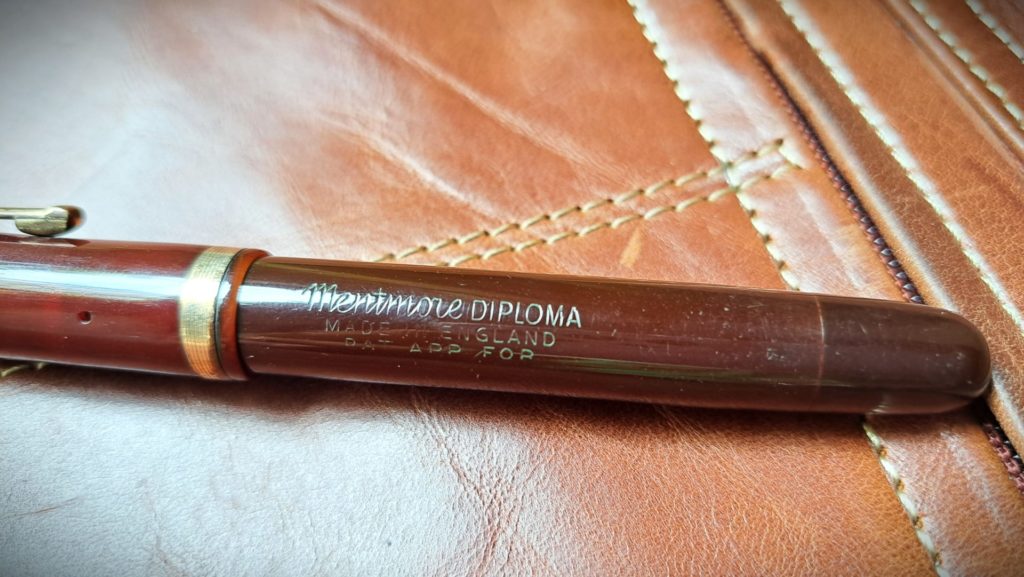 Mentmore DIPLOMA
MADE IN ENGLAND
PAT APP FOR